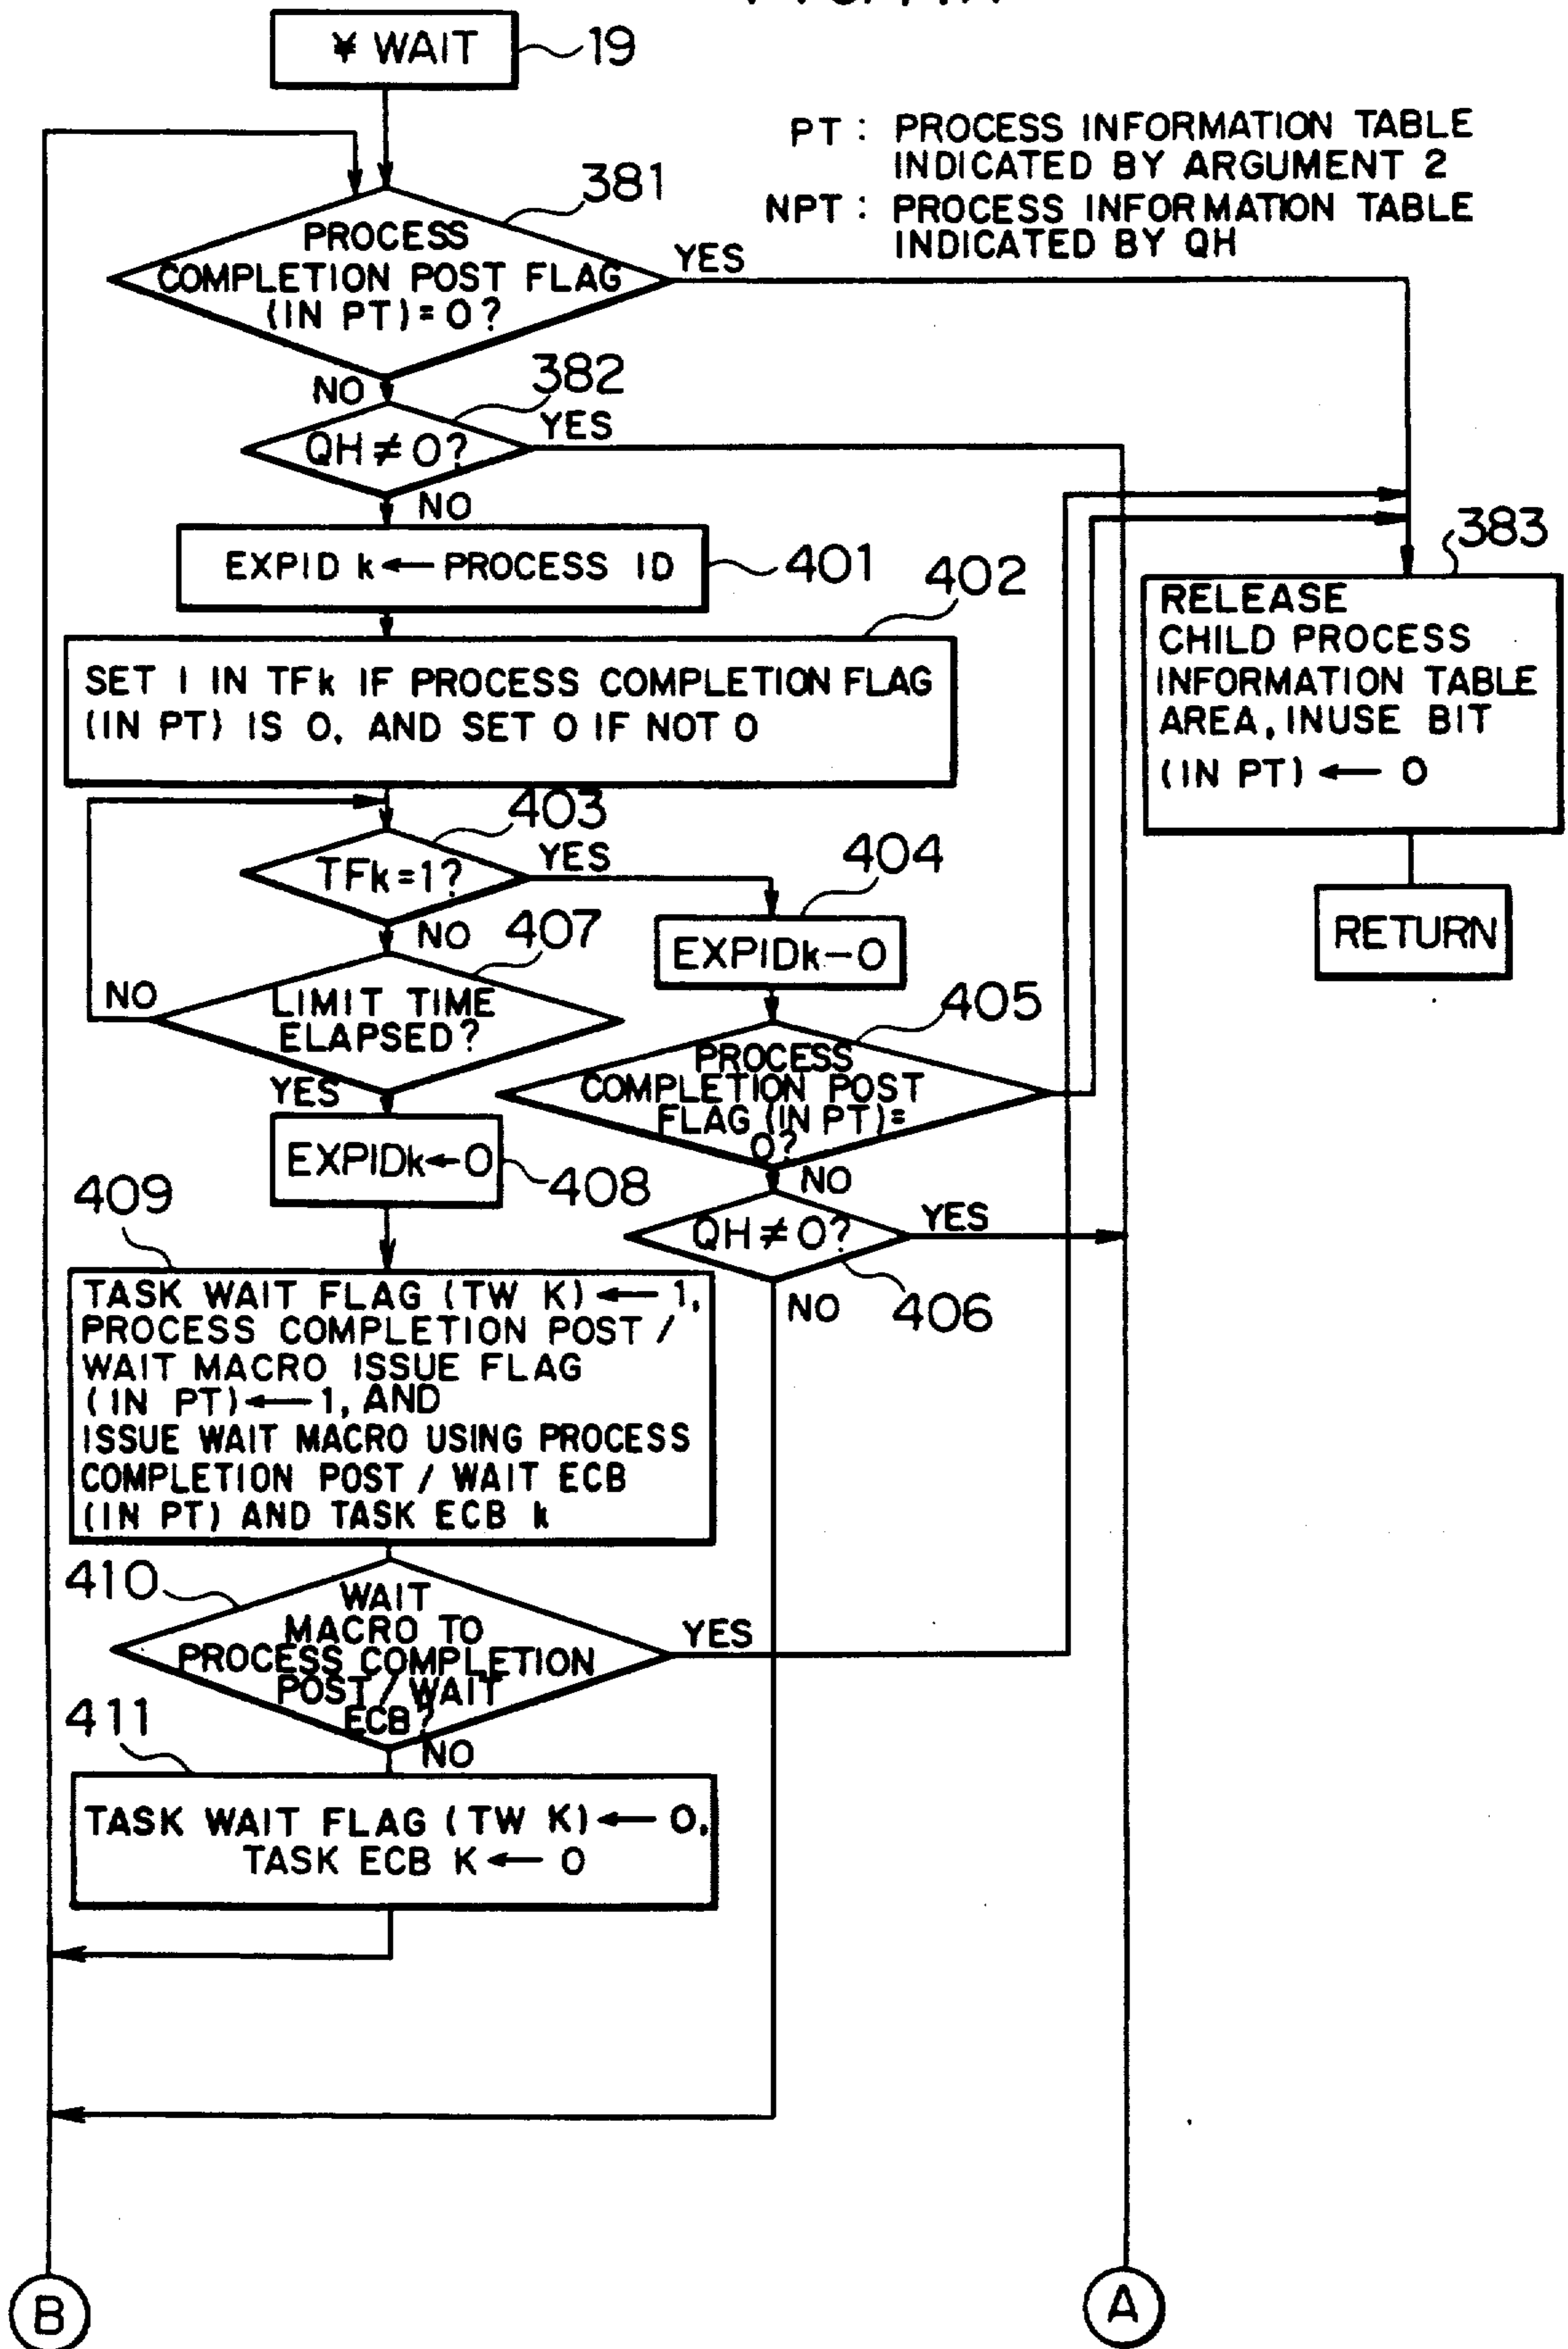 ¥ WAIT
19
PT : PROCESS INFORMATION TABLE
INDICATED BY ARGUMENT 2
NPT : PROCESS INFORMATION TABLE
INDICATED BY QH
381
PROCESS
COMPLETION POST FLAG
(IN PT)=0?
YES
NO
382
QH≠0?
YES
NO
EXPID k←PROCESS ID
401
402
SET 1 IN TFk IF PROCESS COMPLETION FLAG
(IN PT) IS 0, AND SET 0 IF NOT 0
383
RELEASE
CHILD PROCESS
INFORMATION TABLE
AREA, INUSE BIT
(IN PT) ← 0
RETURN
403
TFk=1?
YES
NO
404
EXPIDk–0
407
LIMIT TIME
ELAPSED?
NO
YES
405
PROCESS
COMPLETION POST
FLAG (IN PT)=
0?
NO
EXPIDk←0
408
QH≠0?
YES
406
NO
409
TASK WAIT FLAG (TW K)←1,
PROCESS COMPLETION POST /
WAIT MACRO ISSUE FLAG
(IN PT)←1, AND
ISSUE WAIT MACRO USING PROCESS
COMPLETION POST / WAIT ECB
(IN PT) AND TASK ECB k
410
WAIT
MACRO TO
PROCESS COMPLETION
POST/WAIT
ECB?
YES
NO
411
TASK WAIT FLAG (TW K)←0,
TASK ECB K←0
B
A